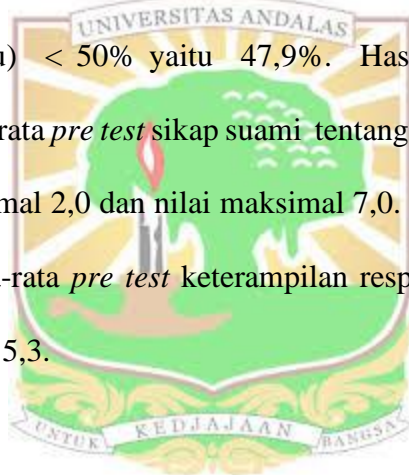 UNIVERSITAS ANDALAS
u) < 50% yaitu 47,9%. Has
rata pre test sikap suami tentang
mal 2,0 dan nilai maksimal 7,0.
a-rata pre test keterampilan resp
5,3.
UNTUK KEDJAJAAN BANGSA